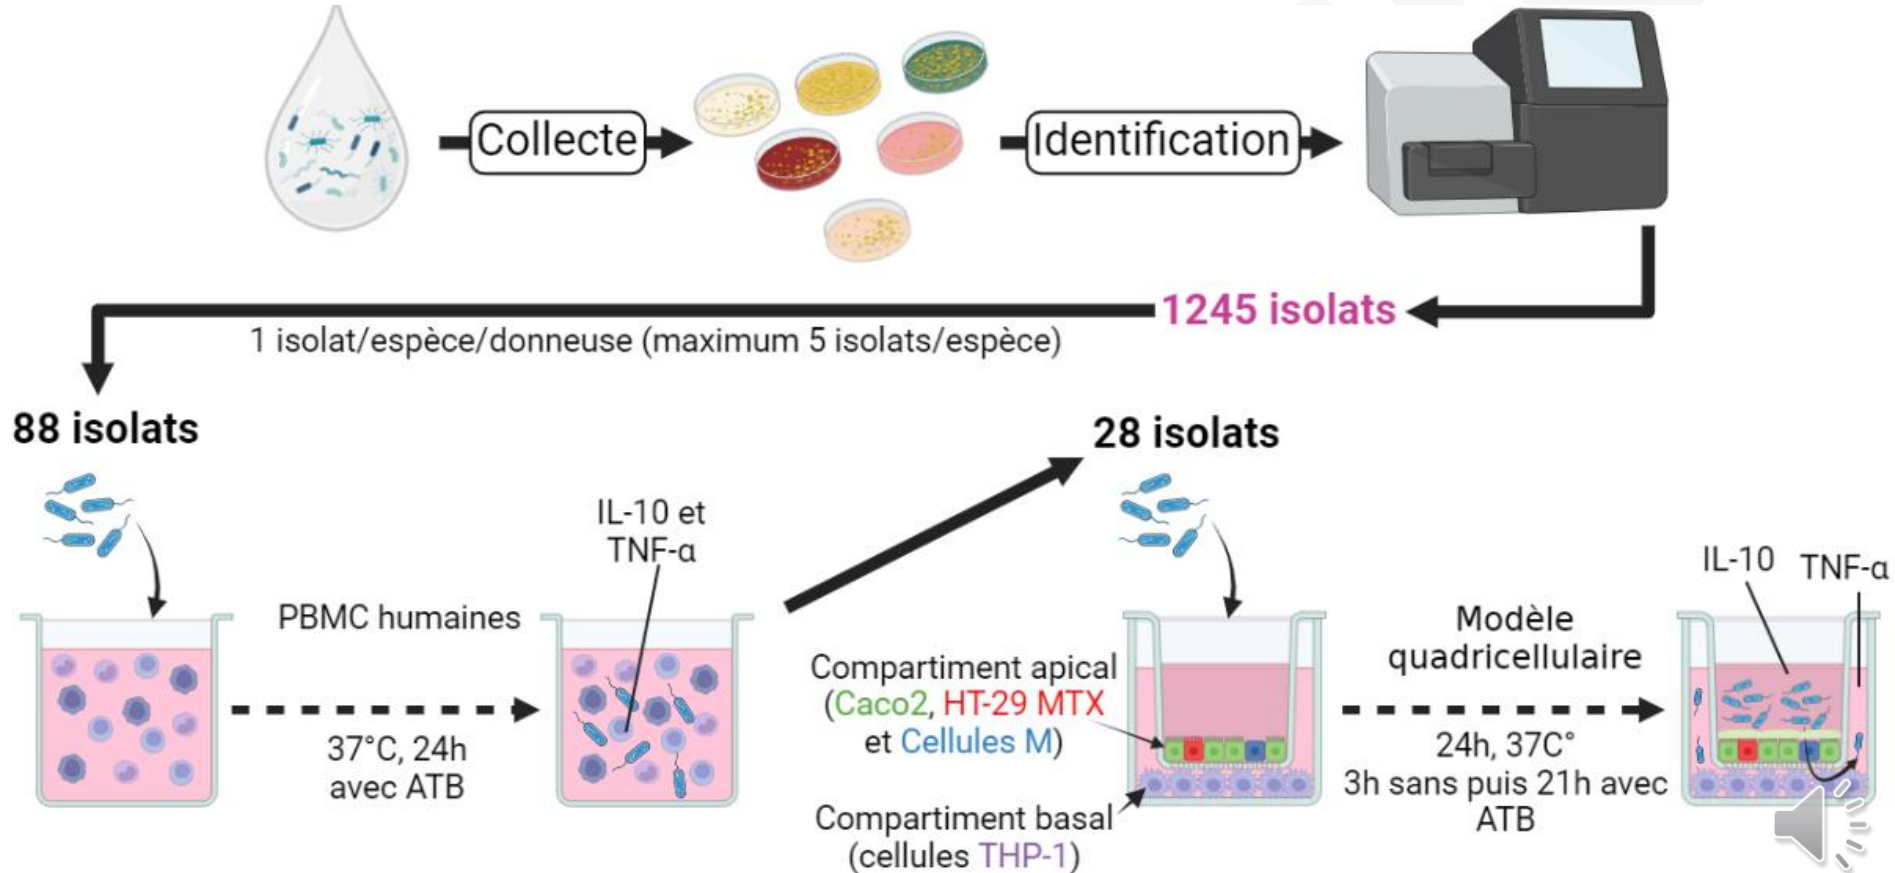 Collecte
Identification
1245 isolats
1 isolat/espèce/donneuse (maximum 5 isolats/espèce)
88 isolats
28 isolats
IL-10 et
TNF-α
PBMC humaines
37°C, 24h
avec ATB
Compartiment apical
(Caco2, HT-29 MTX
et Cellules M)
Compartiment basal
(cellules THP-1)
IL-10
TNF-α
Modèle
quadricellulaire
24h, 37C°
3h sans puis 21h avec
ATB